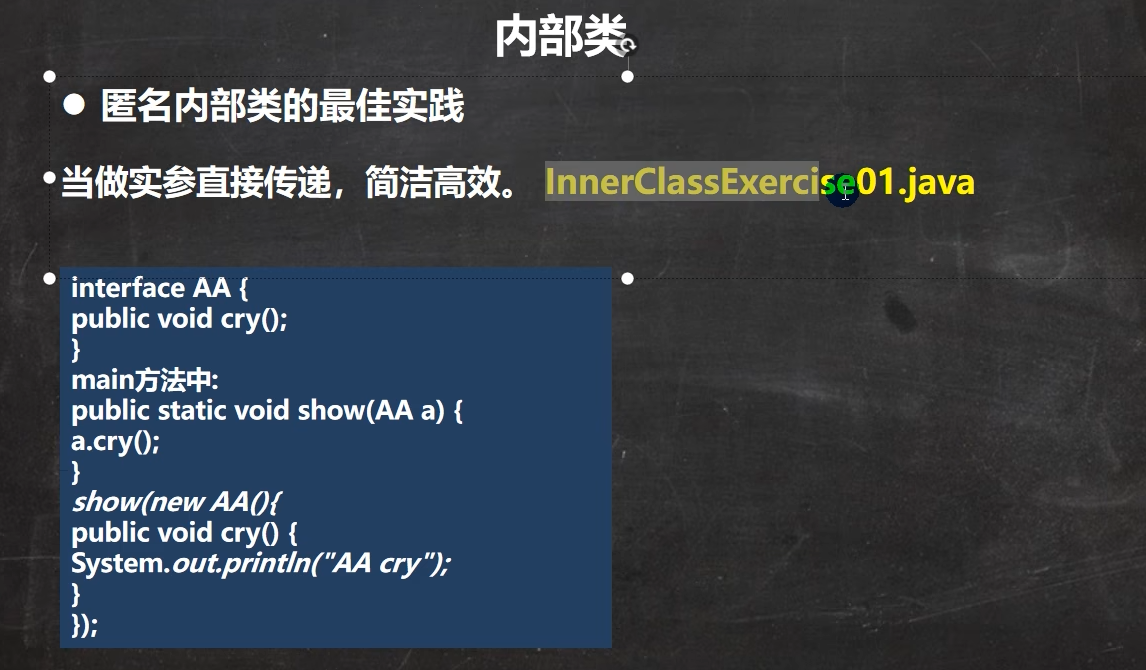 内部类
匿名内部类的最佳实践
当做实参直接传递，简洁高效。 InnerClassExercise01.java
interface AA {
public void cry();
}
main方法中:
public static void show(AA a) {
a.cry();
}
show(new AA(){
public void cry() {
System.out.println("AA cry");
}
});